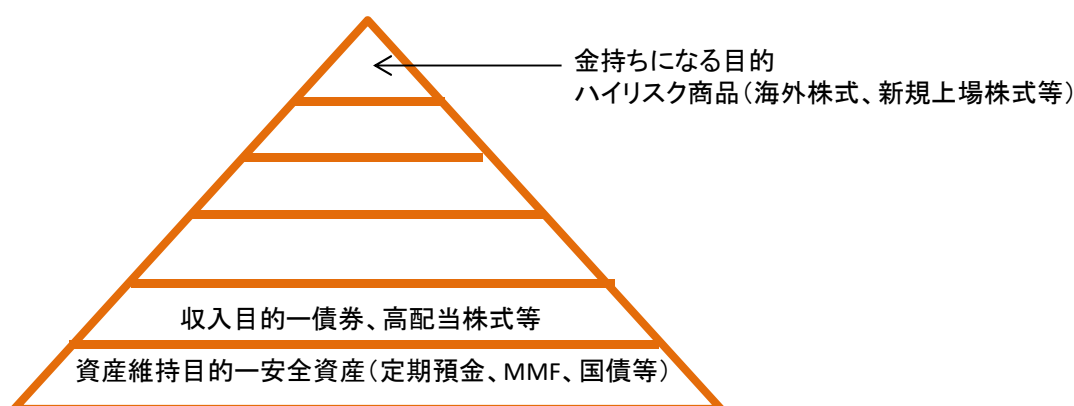 金持ちになる目的
ハイリスク商品（海外株式、新規上場株式等）
収入目的ー債券、高配当株式等
資産維持目的ー安全資産（定期預金、MMF、国債等）